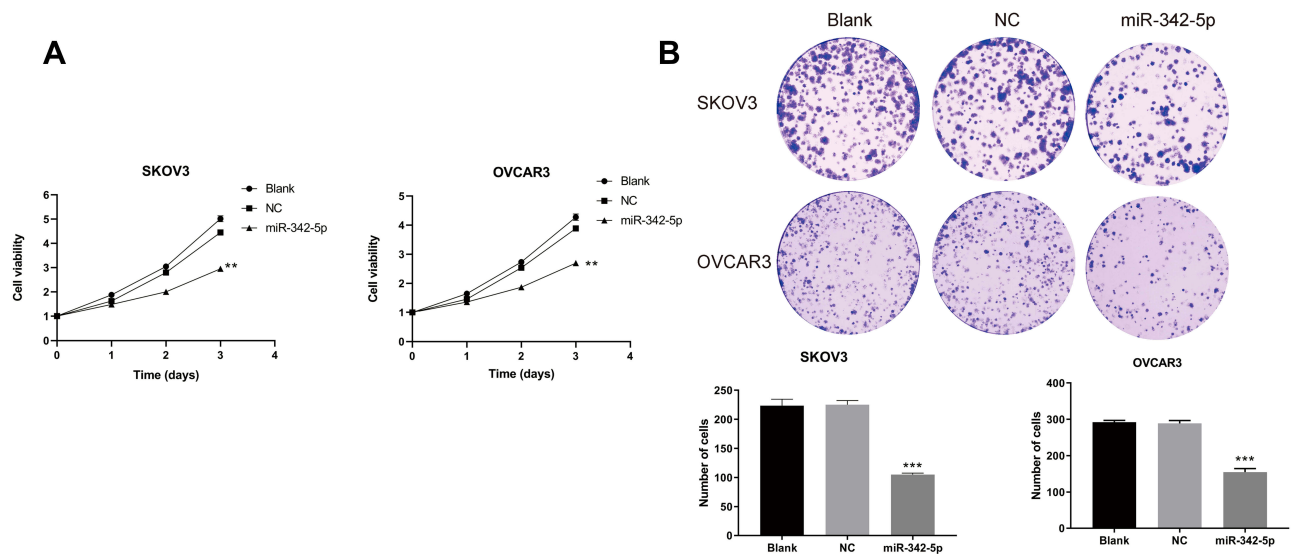 A
SKOV3
Cell viability
6
5
4
3
2
1
0
0 1 2 3 4
Time (days)
Blank
NC
miR-342-5p
**
OVCAR3
Cell viability
5
4
3
2
1
0
0 1 2 3 4
Time (days)
Blank
NC
miR-342-5p
**
B
Blank NC miR-342-5p
SKOV3
OVCAR3
SKOV3
Number of cells
250
200
150
100
50
0
***
Blank NC miR-342-5p
OVCAR3
Number of cells
400
300
200
100
0
***
Blank NC miR-342-5p